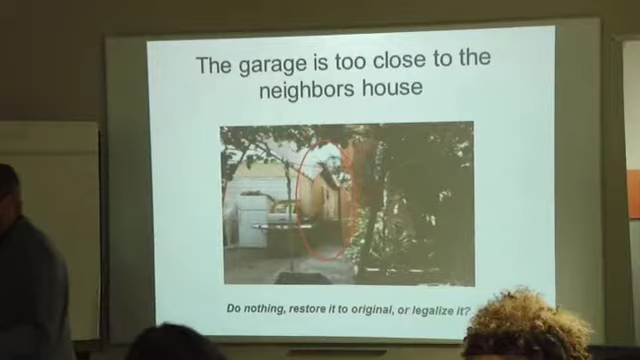 The garage is too close to the
neighbors house
Do nothing, restore it to original, or legalize it?